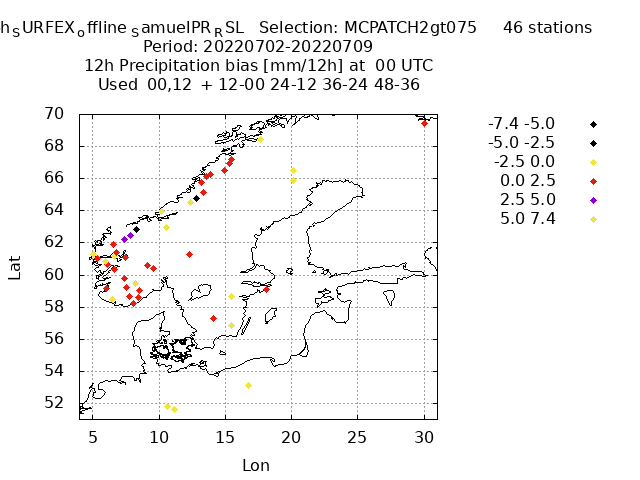 hSURFEXoffline SamuelPRRSL Selection: MCPATCH2gt075 46 stations
Period: 20220702-20220709
12h Precipitation bias [mm/12h] at 00 UTC
Used 00,12 + 12-00 24-12 36-24 48-36
70
68
66
64
62
60
58
56
54
52
Lat
5 10 15 20 25 30
Lon
-7.4 -5.0
-5.0 -2.5
-2.5 0.0
0.0 2.5
2.5 5.0
5.0 7.4